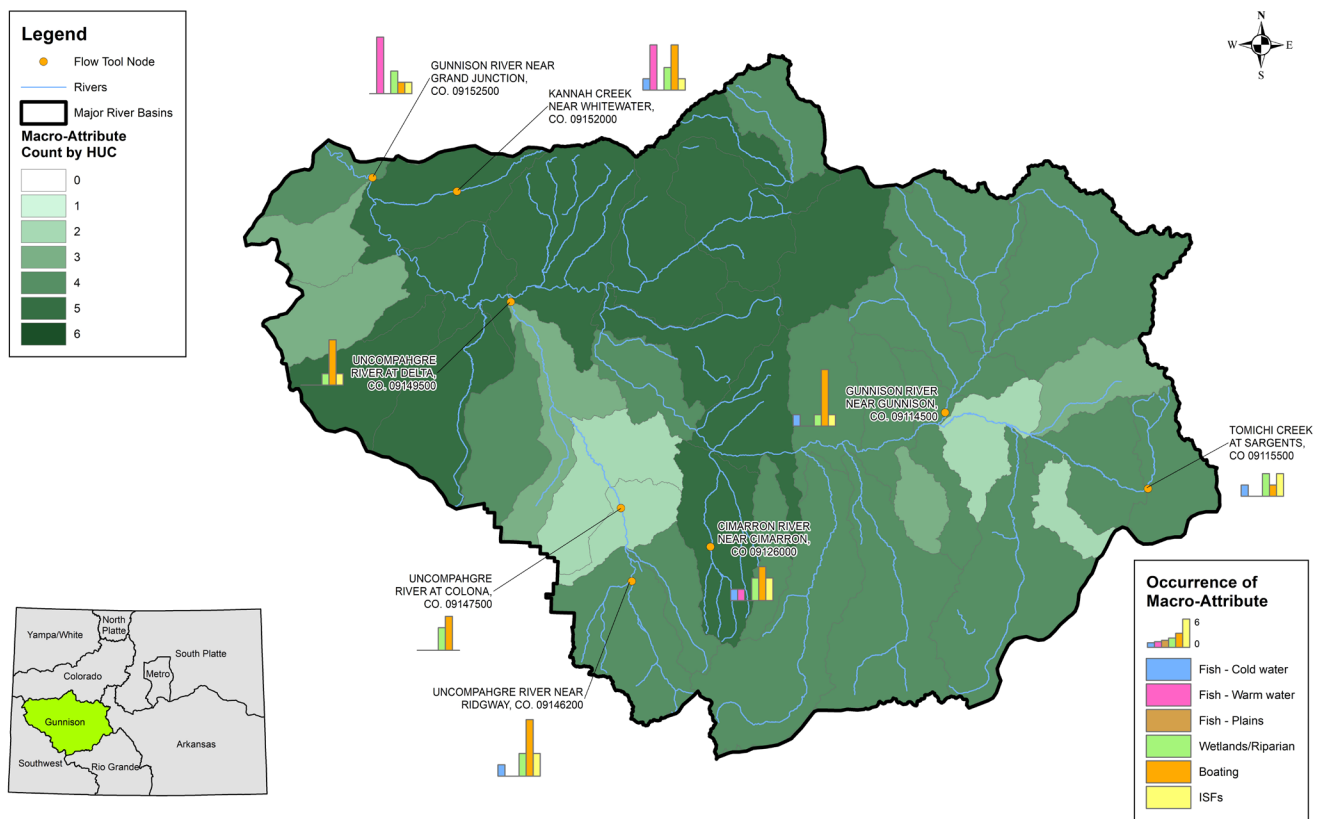 Legend
Flow Tool Node
Rivers
Major River Basins
Macro-Attribute
Count by HUC
0
1
2
3
4
5
6
GUNNISON RIVER NEAR
GRAND JUNCTION,
CO. 09152500
KANNAH CREEK
NEAR WHITEWATER,
CO. 09152000
N
W
E
S
UNCOMPAHGRE
RIVER AT DELTA,
CO. 09149500
GUNNISON RIVER
NEAR GUNNISON,
CO. 09114500
TOMICHI CREEK
AT SARGENTS,
CO 09115500
CIMARRON RIVER
NEAR CIMARRON,
CO 09126000
UNCOMPAHGRE
RIVER AT COLONA,
CO. 09147500
UNCOMPAHGRE RIVER NEAR
RIDGWAY, CO. 09146200
Yampa/White
North
Platte
South Platte
Metro
Colorado
Gunnison
Arkansas
Southwest
Rio Grande
Occurrence of
Macro-Attribute
6
0
Fish - Cold water
Fish - Warm water
Fish - Plains
Wetlands/Riparian
Boating
ISFs